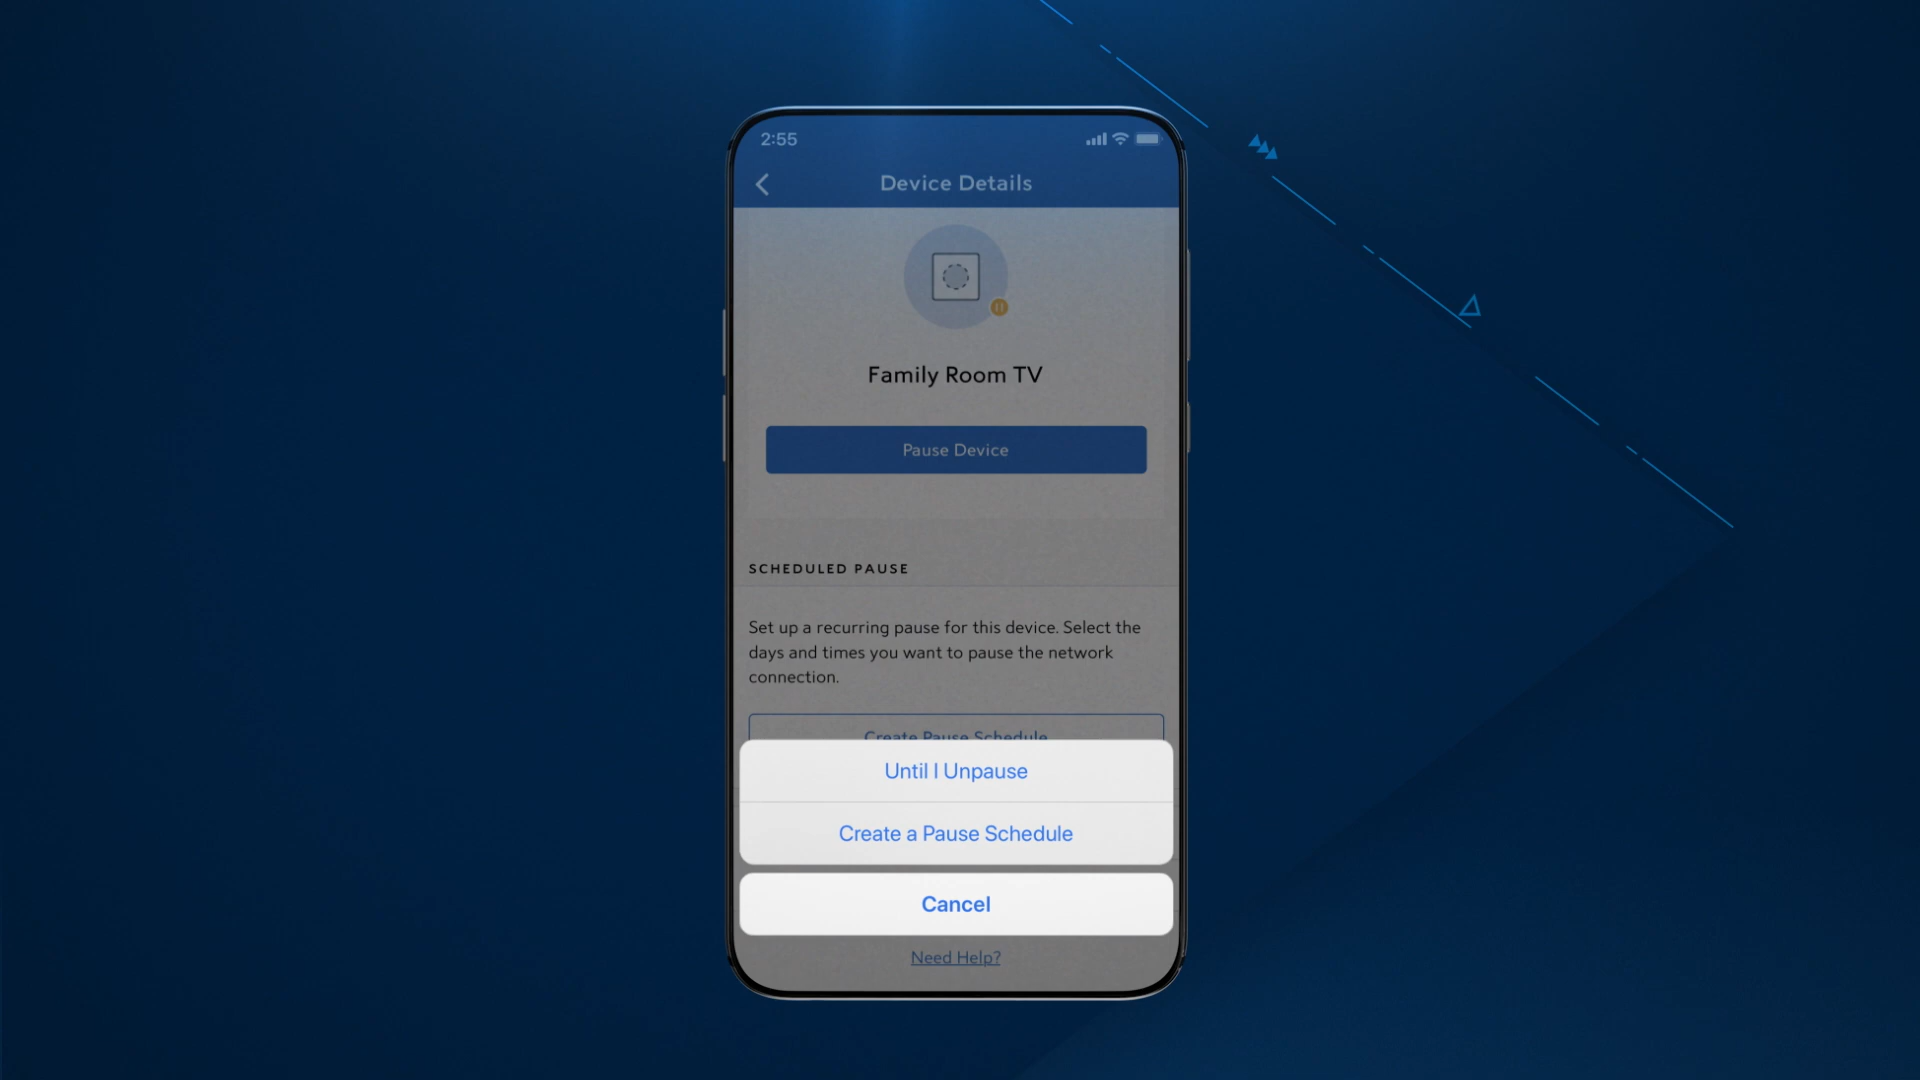 2:55
Device Details
Family Room TV
Pause Device
SCHEDULED PAUSE
Set up a recurring pause for this device. Select the
days and times you want to pause the network
connection.
Create Pause Schedule
Until I Unpause
Create a Pause Schedule
Cancel
Need Help?